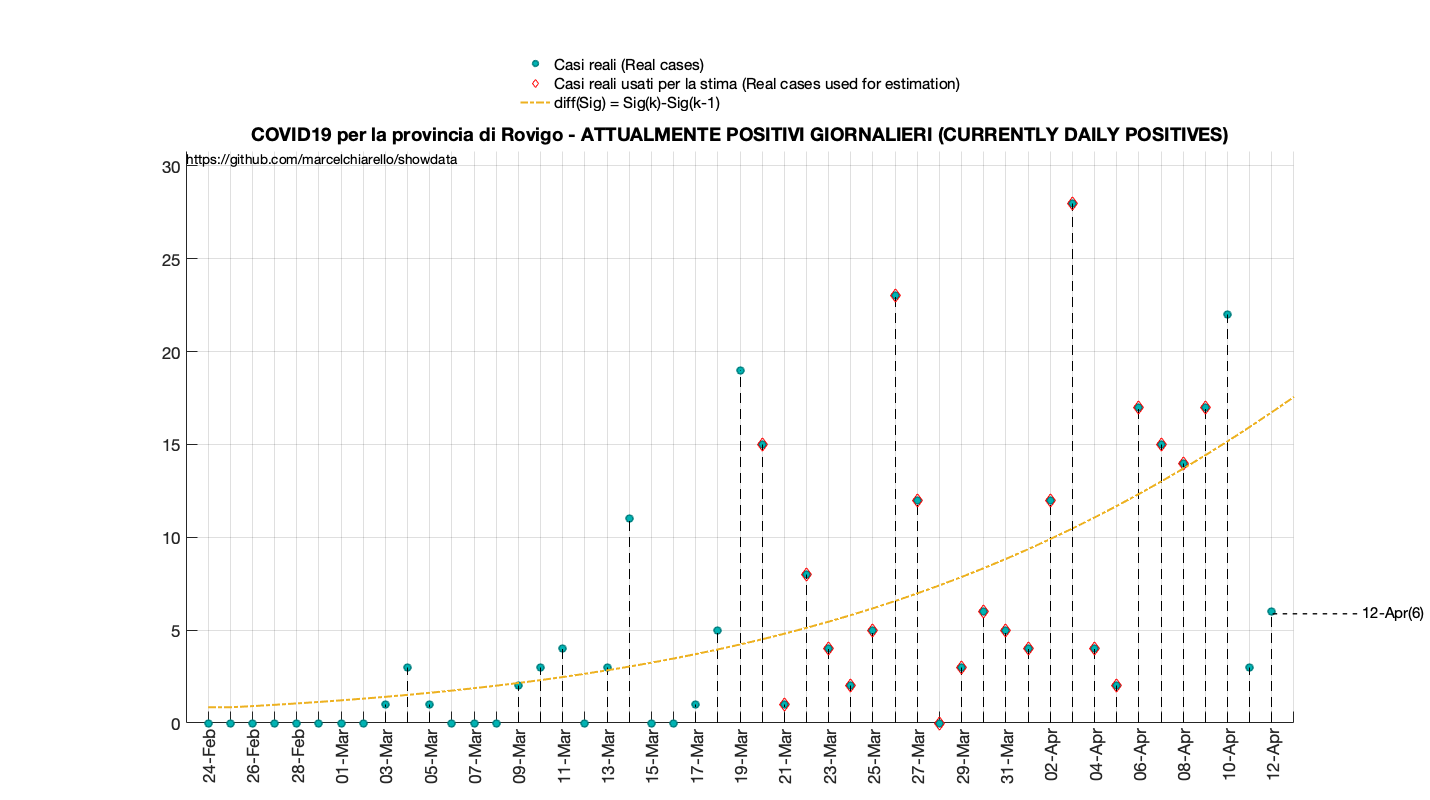 Casi reali (Real cases)
Casi reali usati per la stima (Real cases used for estimation)
diff(Sig) = Sig(k)-Sig(k-1)
COVID19 per la provincia di Rovigo - ATTUALMENTE POSITIVI GIORNALIERI (CURRENTLY DAILY POSITIVES)
https://github.com/marcelchiarello/showdata
30
25
20
15
10
5
0
12-Apr(6)
24-Feb
26-Feb
28-Feb
01-Mar
03-Mar
05-Mar
07-Mar
09-Mar
11-Mar
13-Mar
15-Mar
17-Mar
19-Mar
21-Mar
23-Mar
25-Mar
27-Mar
29-Mar
31-Mar
02-Apr
04-Apr
06-Apr
08-Apr
10-Apr
12-Apr